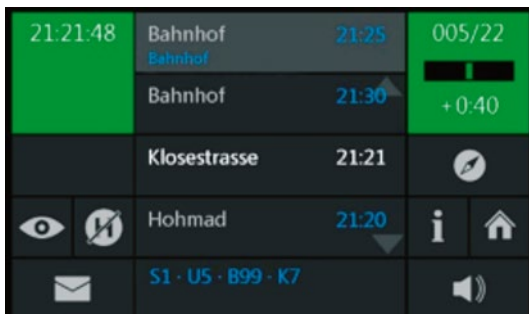 21:21:48
Bahnhof 21:25
Bahnhof
005/22
Bahnhof 21:30
+0:40
Klosestrasse 21:21
H
Hohmad 21:20
i
S1 · U5 · B99 · K7